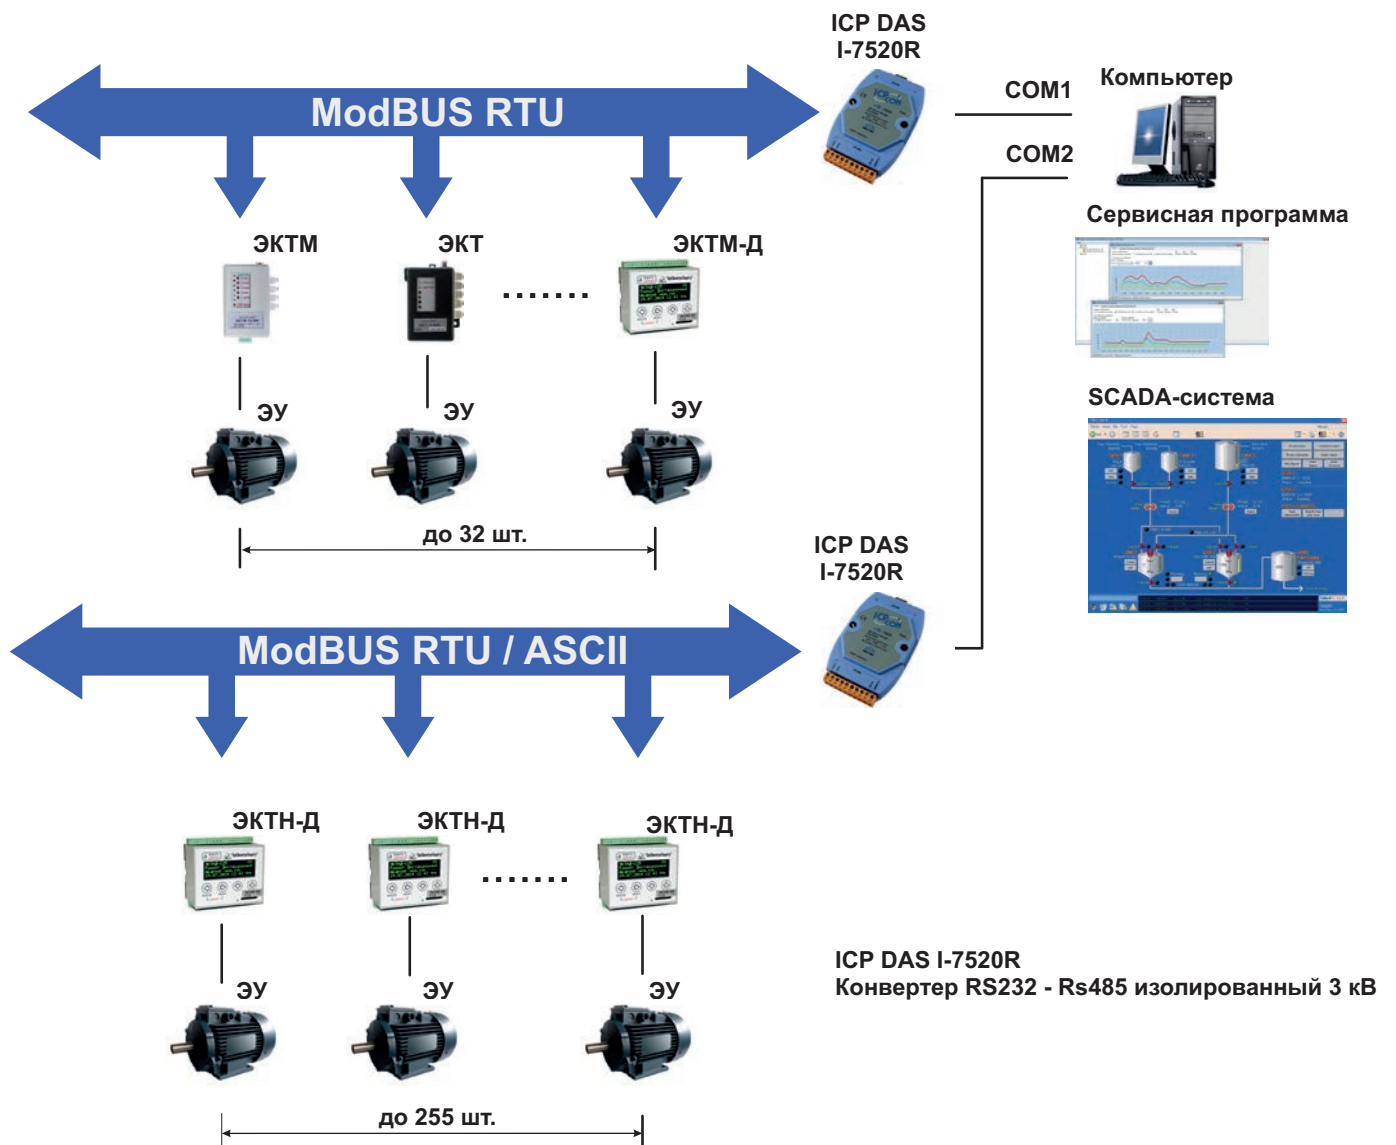 ICP DAS
I-7520R
ModBUS RTU
COM1
Компьютер
COM2
Сервисная программа
ЭКТМ
ЭКТ
ЭКТМ-Д
ЭУ
ЭУ
ЭУ
до 32 шт.
SCADA-система
ICP DAS
I-7520R
ModBUS RTU / ASCII
ЭКТН-Д
ЭКТН-Д
ЭКТН-Д
ЭУ
ЭУ
ЭУ
до 255 шт.
ICP DAS I-7520R
Конвертер RS232 - Rs485 изолированный 3 кВ